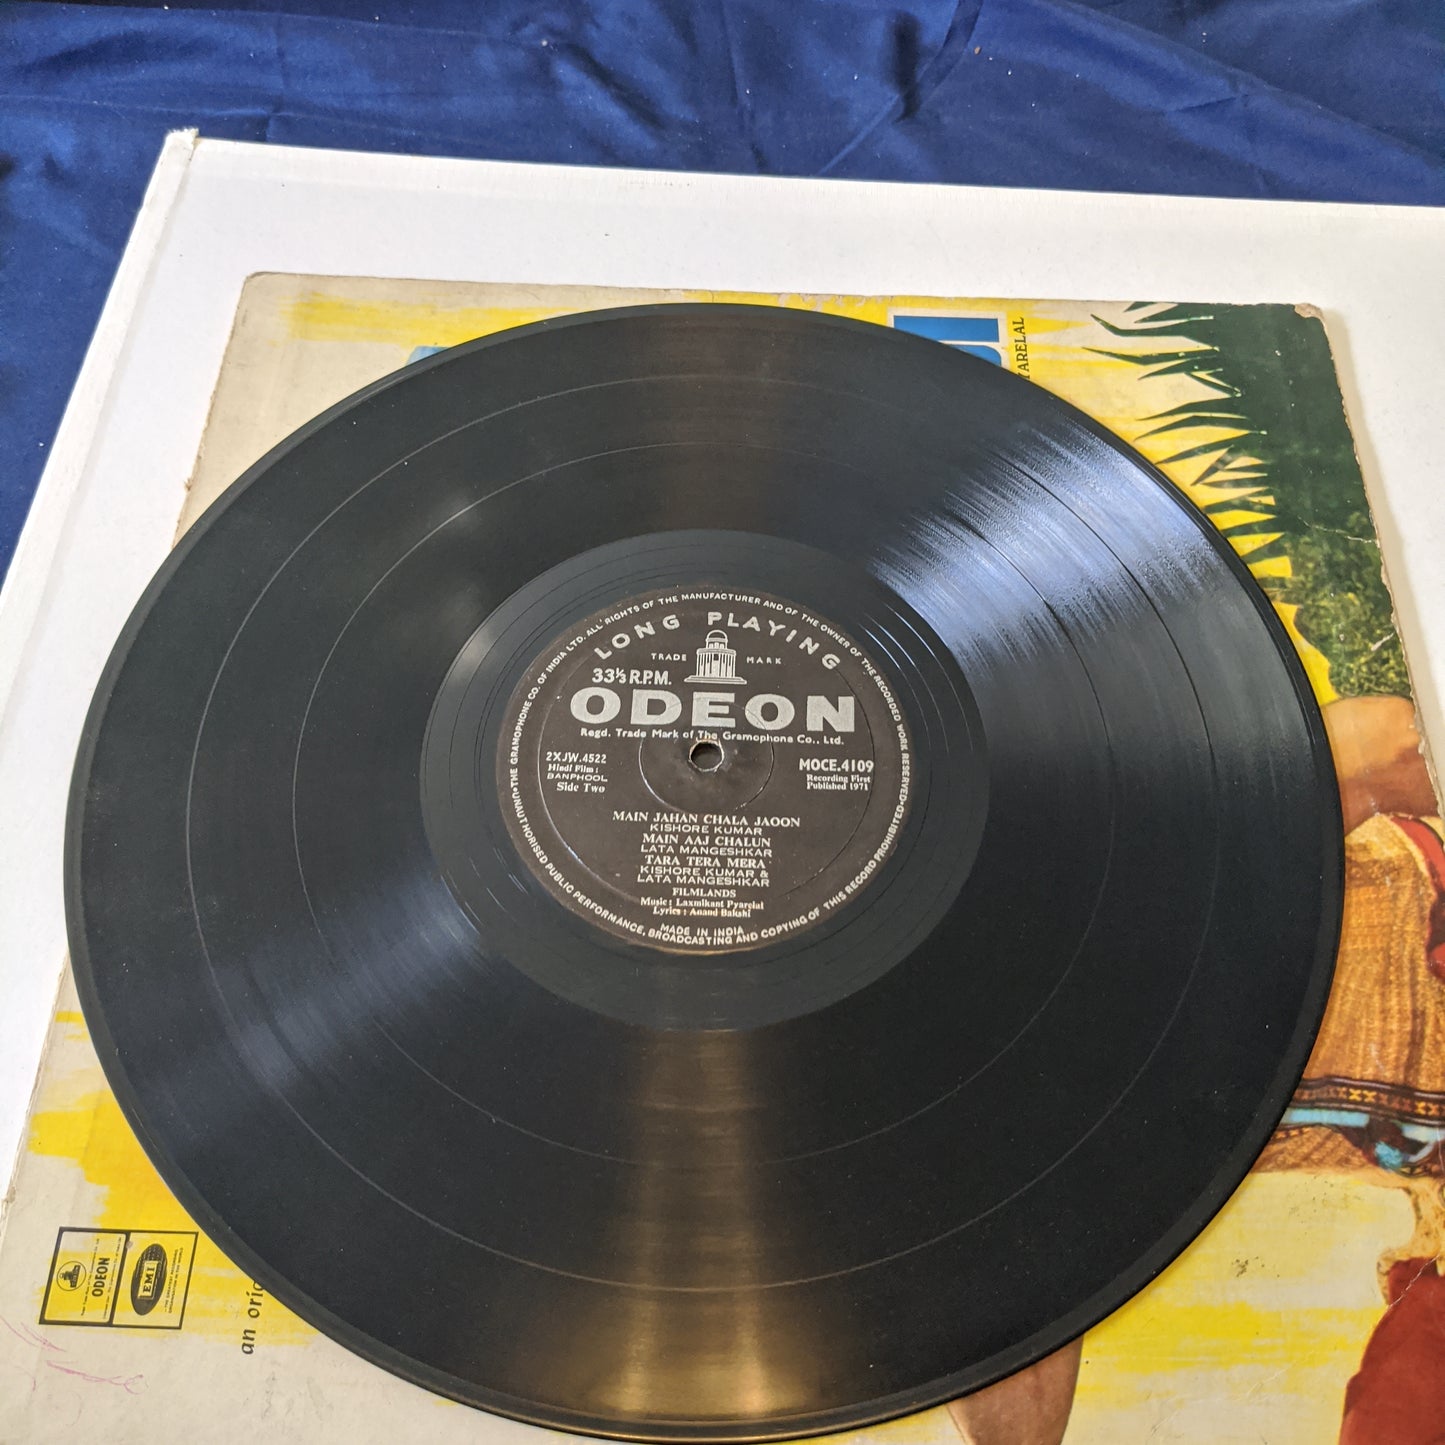 YARELAL
UNAUTHORISED PUBLIC PERFORMANCE, BROADCASTING AND COPYING OF THIS RECORD PROHIBITED•
•THE GRAMOPHONE CO. OF INDIA LTD. ALL RIGHTS OF THE MANUFACTURER AND OF THE OWNER OF THE RECORDED WORK RESERVED•
LONG PLAYING
TRADE MARK
33⅓ R.P.M.
ODEON
Regd. Trade Mark of The Gramophone Co., Ltd.
2XJW.4522
Hindi Film :
BANPHOOL
Side Two
MOCE.4109
Recording First
Published 1971
MAIN JAHAN CHALA JAOON
KISHORE KUMAR
MAIN AAJ CHALUN
LATA MANGESHKAR
TARA TERA MERA
KISHORE KUMAR &
LATA MANGESHKAR
FILMLANDS
Music : Laxmikant Pyarelal
Lyrics : Anand Bakshi
MADE IN INDIA
ODEON
EMI
an orig